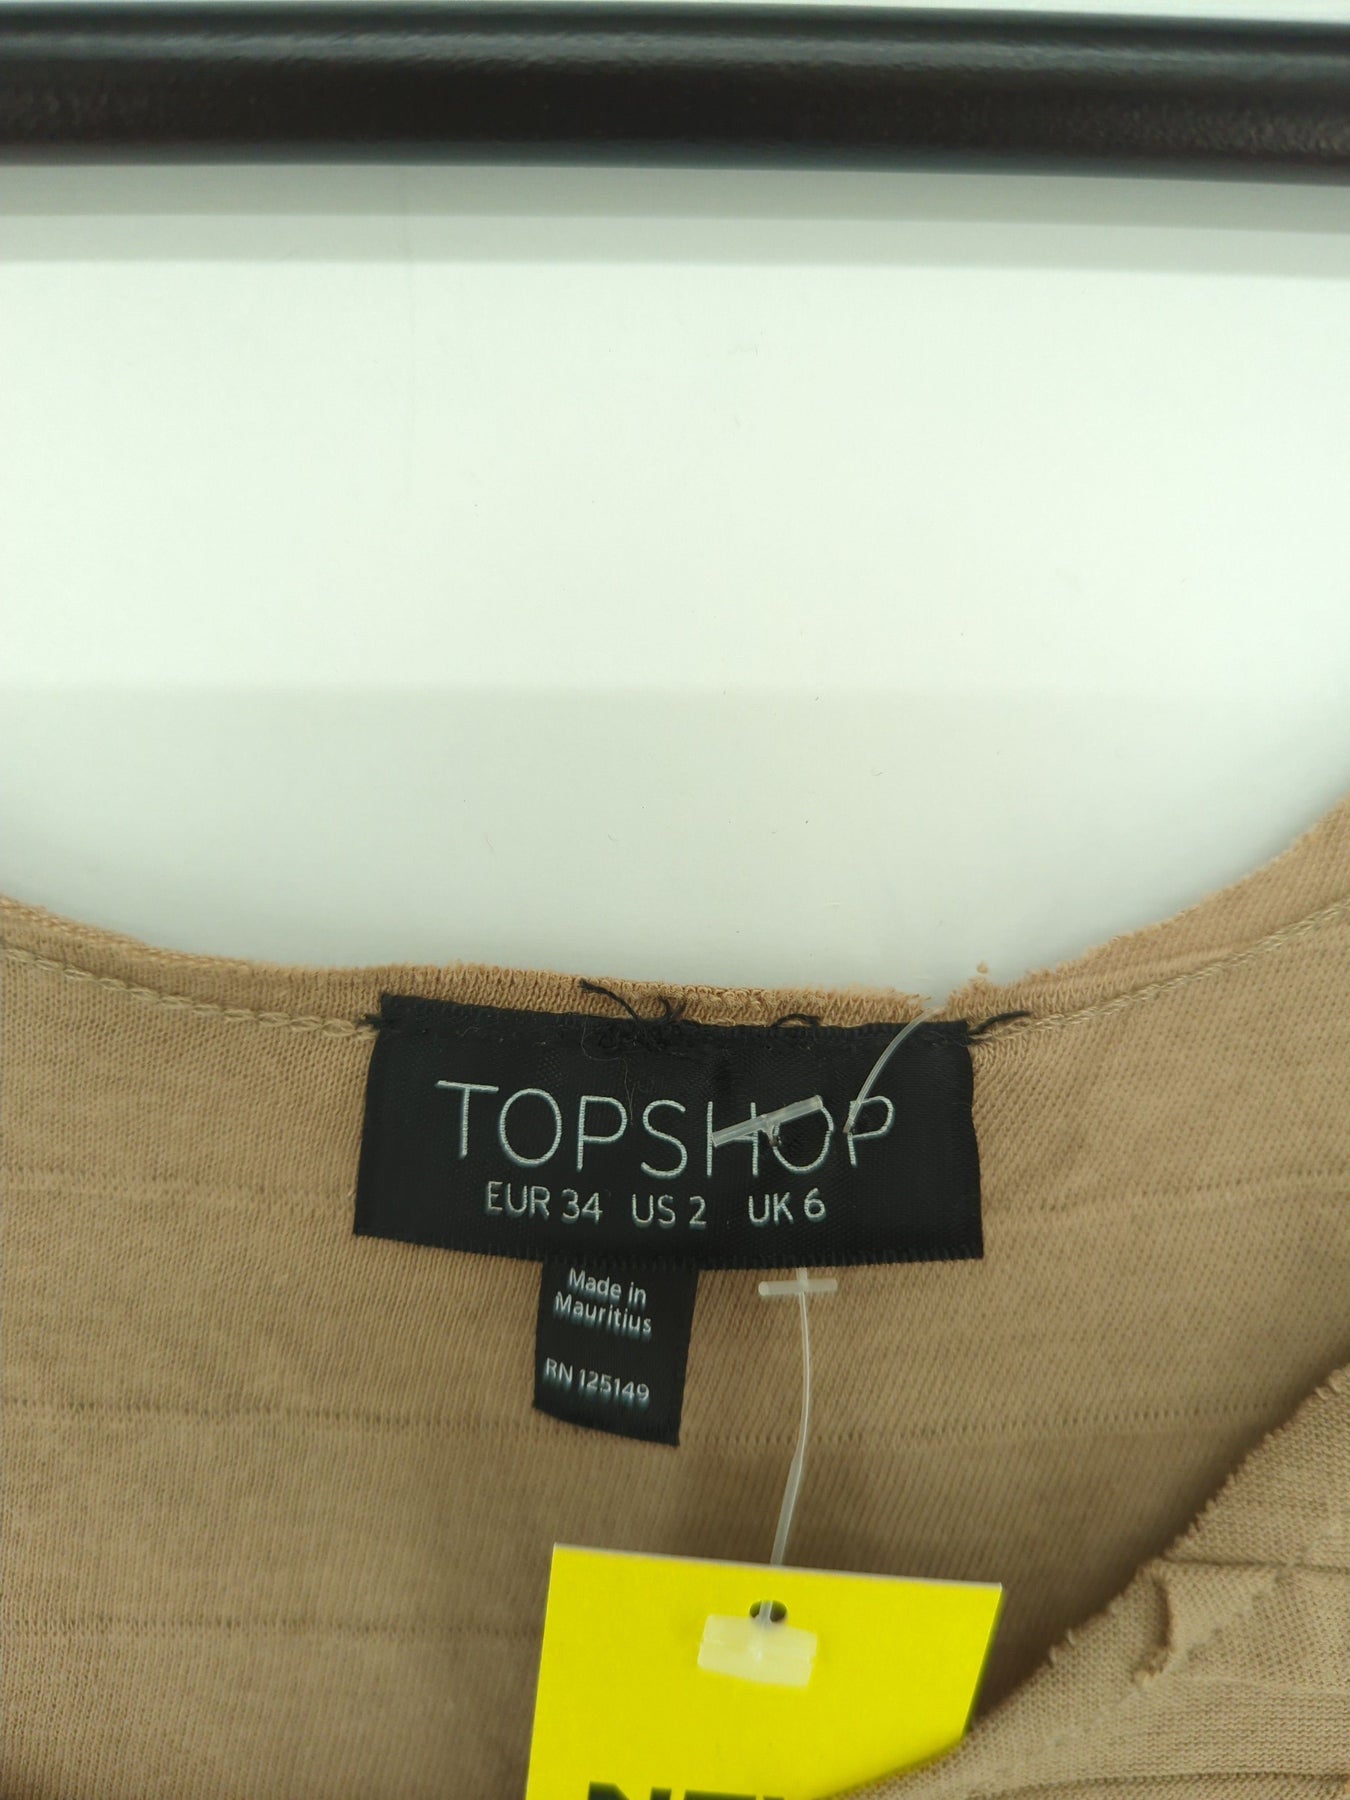 TOPSHOP
EUR 34 US 2 UK 6
Made in
Mauritius
RN 125149